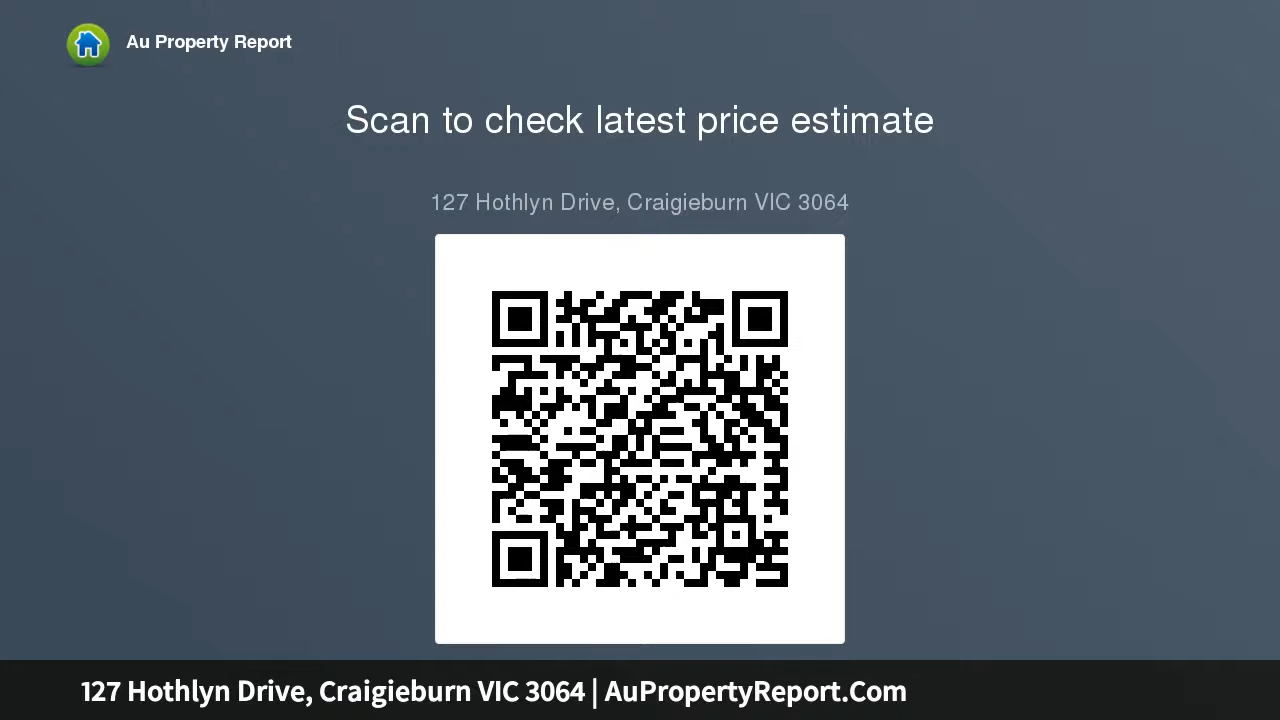 Au Property Report
Scan to check latest price estimate
127 Hothlyn Drive, Craigieburn VIC 3064
127 Hothlyn Drive, Craigieburn VIC 3064 | AuPropertyReport.Com